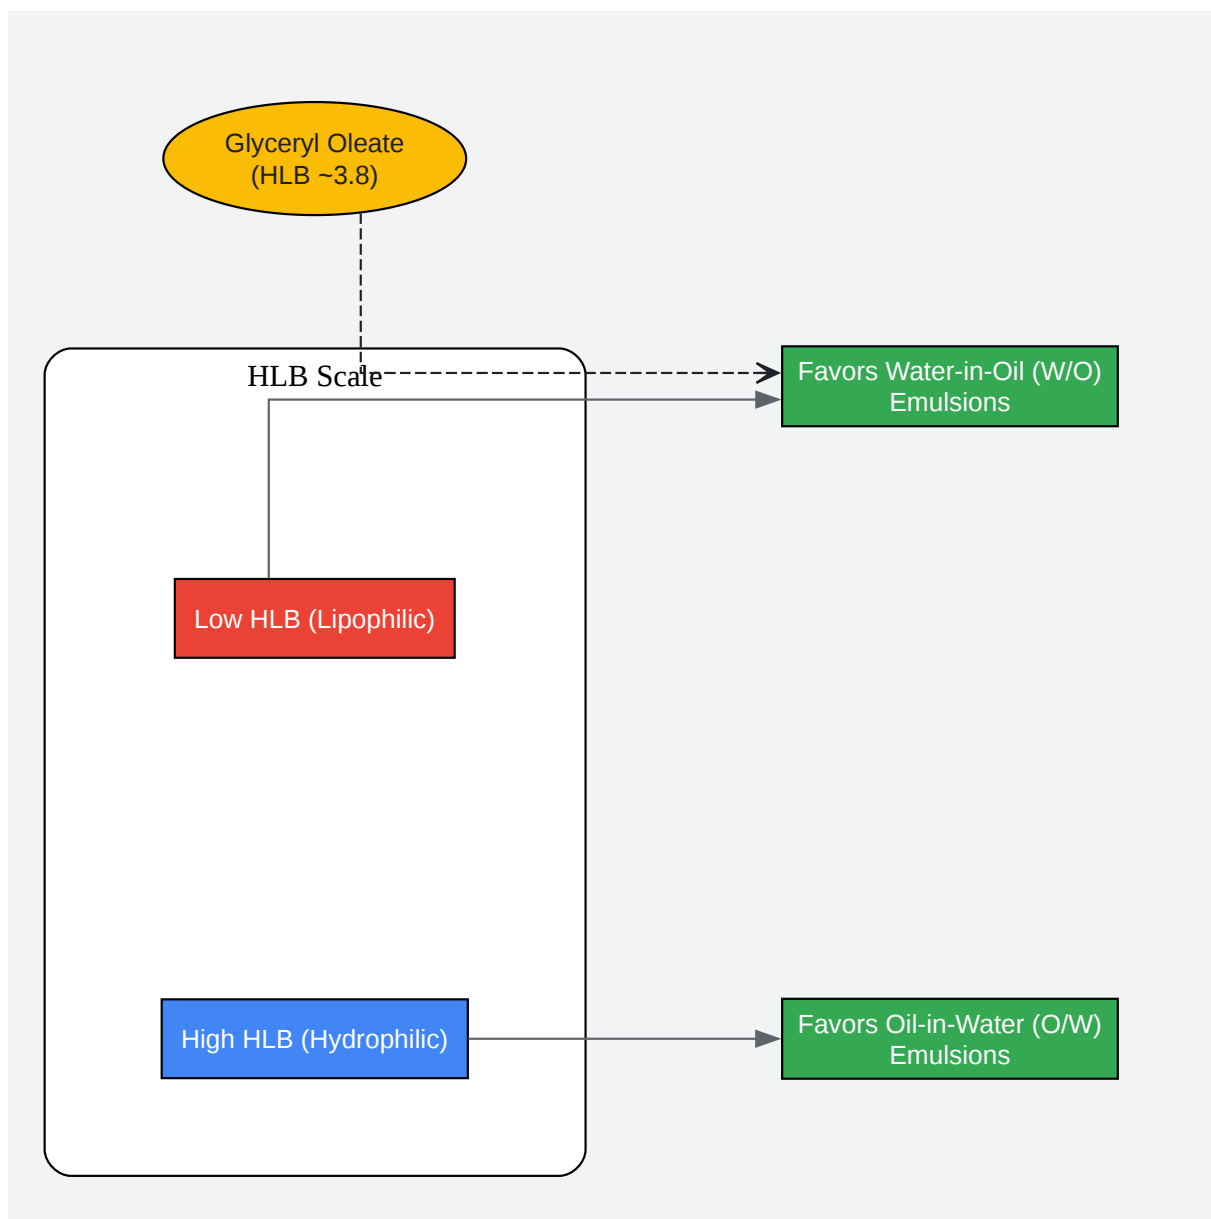 Glyceryl Oleate
(HLB ~3.8)
HLB Scale
Favors Water-in-Oil (W/O)
Emulsions
Low HLB (Lipophilic)
High HLB (Hydrophilic)
Favors Oil-in-Water (O/W)
Emulsions